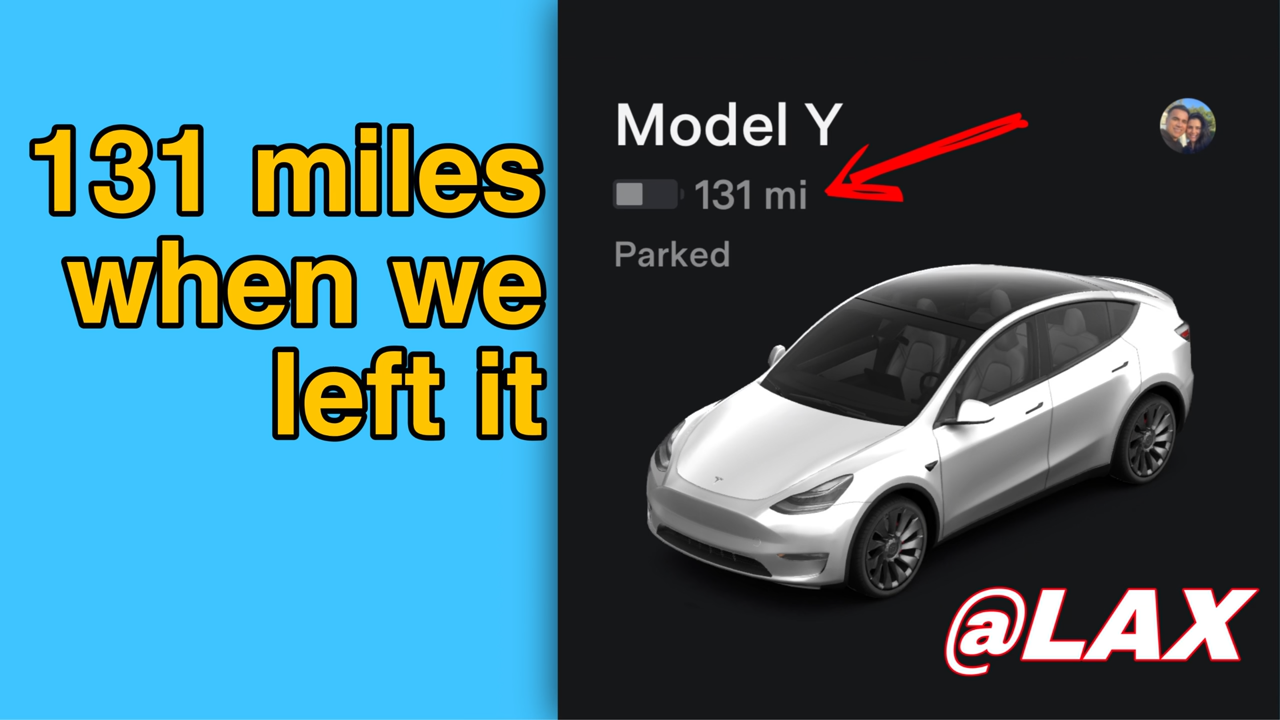 131 miles
when we
left it
Model Y
131 mi
Parked
@LAX